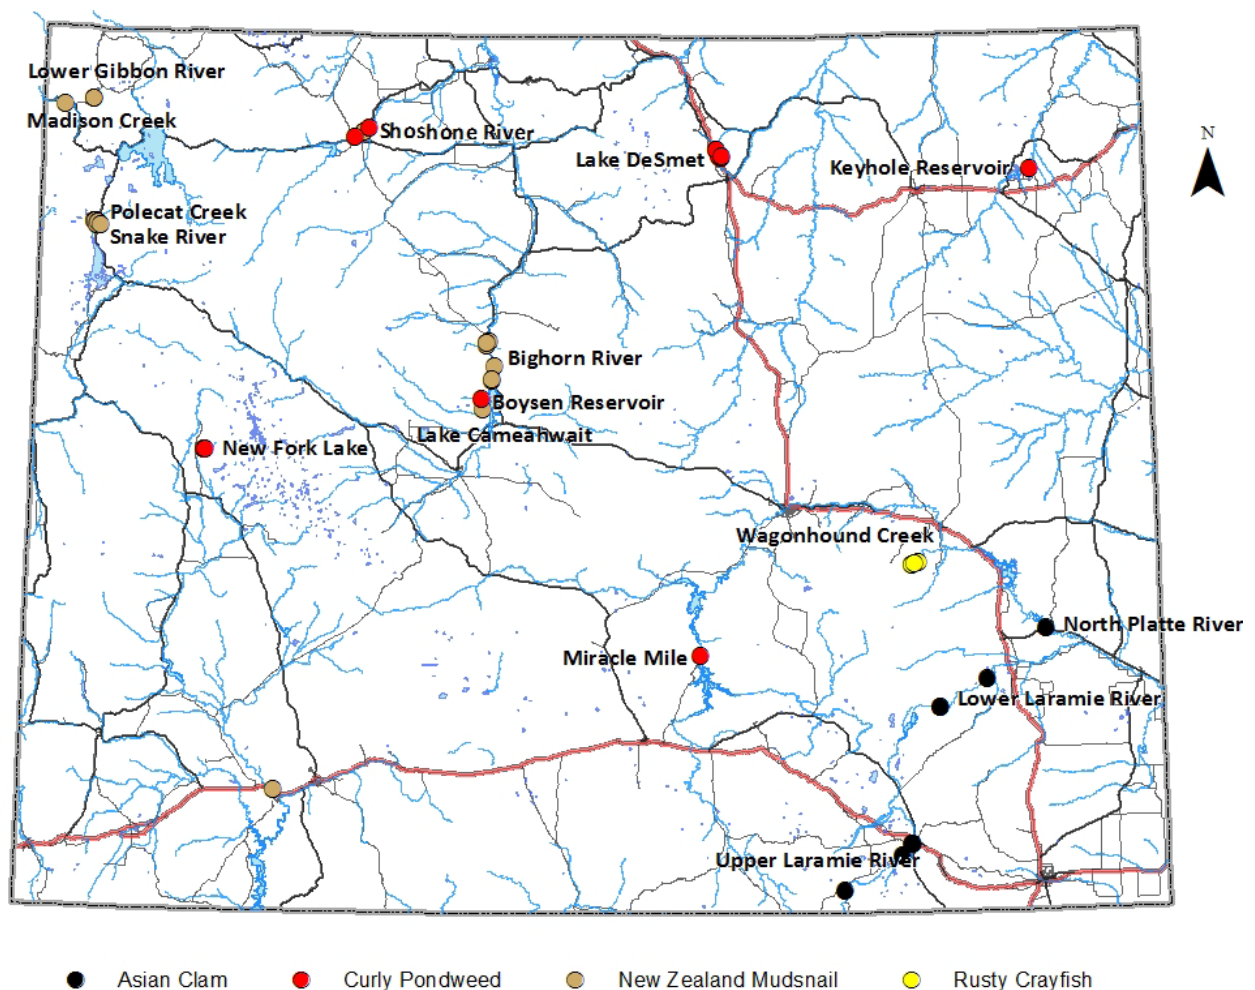 Lower Gibbon River
Madison Creek
Shoshone River
Lake DeSmet
Keyhole Reservoir
N
Polecat Creek
Snake River
Bighorn River
Boysen Reservoir
Lake Cameahwait
New Fork Lake
Wagonhound Creek
North Platte River
Miracle Mile
Lower Laramie River
Upper Laramie River
Asian Clam Curly Pondweed New Zealand Mudsnail Rusty Crayfish